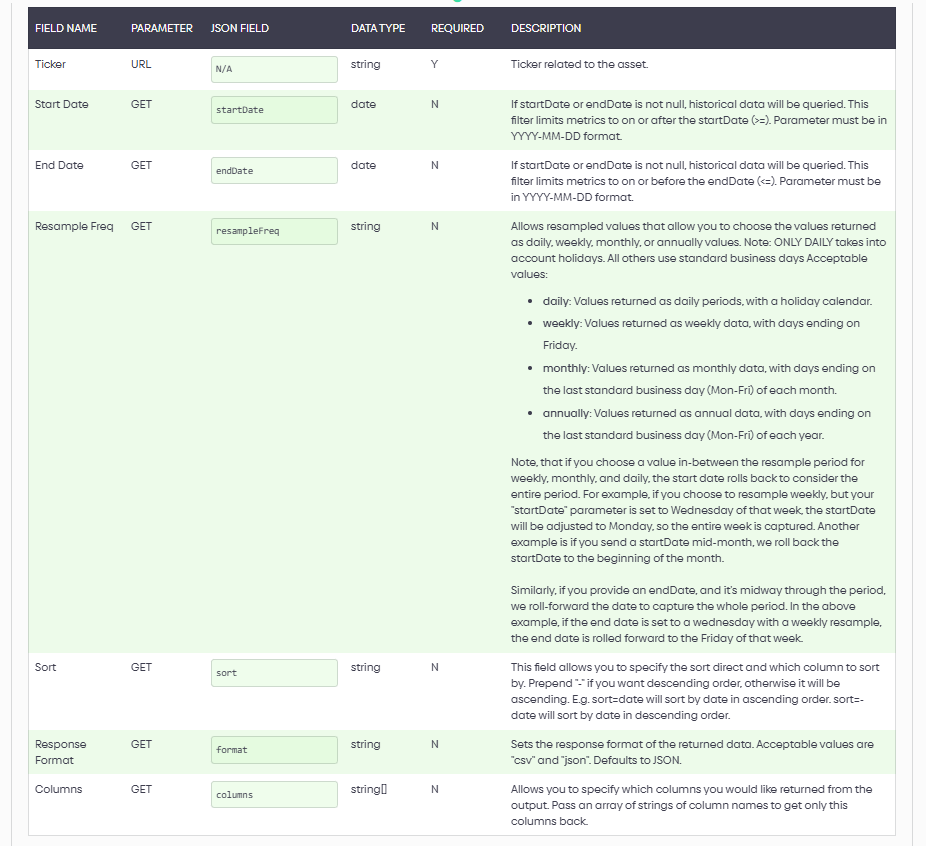 FIELD NAME PARAMETER JSON FIELD DATA TYPE REQUIRED DESCRIPTION
Ticker URL N/A string Y Ticker related to the asset.
Start Date GET startDate date N If startDate or endDate is not null, historical data will be queried. This
filter limits metrics to on or after the startDate (>=). Parameter must be in
YYYY-MM-DD format.
End Date GET endDate date N If startDate or endDate is not null, historical data will be queried. This
filter limits metrics to on or before the endDate (<=). Parameter must be
in YYYY-MM-DD format.
Resample Freq GET resampleFreq string N Allows resampled values that allow you to choose the values returned
as daily, weekly, monthly, or annually values. Note: ONLY DAILY takes into
account holidays. All others use standard business days Acceptable
values:
• daily: Values returned as daily periods, with a holiday calendar.
• weekly: Values returned as weekly data, with days ending on
Friday.
• monthly: Values returned as monthly data, with days ending on
the last standard business day (Mon-Fri) of each month.
• annually: Values returned as annual data, with days ending on
the last standard business day (Mon-Fri) of each year.
Note, that if you choose a value in-between the resample period for
weekly, monthly, and daily, the start date rolls back to consider the
entire period. For example, if you choose to resample weekly, but your
"startDate" parameter is set to Wednesday of that week, the startDate
will be adjusted to Monday, so the entire week is captured. Another
example is if you send a startDate mid-month, we roll back the
startDate to the beginning of the month.
Similarly, if you provide an endDate, and it's midway through the period,
we roll-forward the date to capture the whole period. In the above
example, if the end date is set to a wednesday with a weekly resample,
the end date is rolled forward to the Friday of that week.
Sort GET sort string N This field allows you to specify the sort direct and which column to sort
by. Prepend "-" if you want descending order, otherwise it will be
ascending. E.g. sort=date will sort by date in ascending order. sort=-
date will sort by date in descending order.
Response GET format string N Sets the response format of the returned data. Acceptable values are
Format "csv" and "json". Defaults to JSON.
Columns GET columns string[] N Allows you to specify which columns you would like returned from the
output. Pass an array of strings of column names to get only this
columns back.